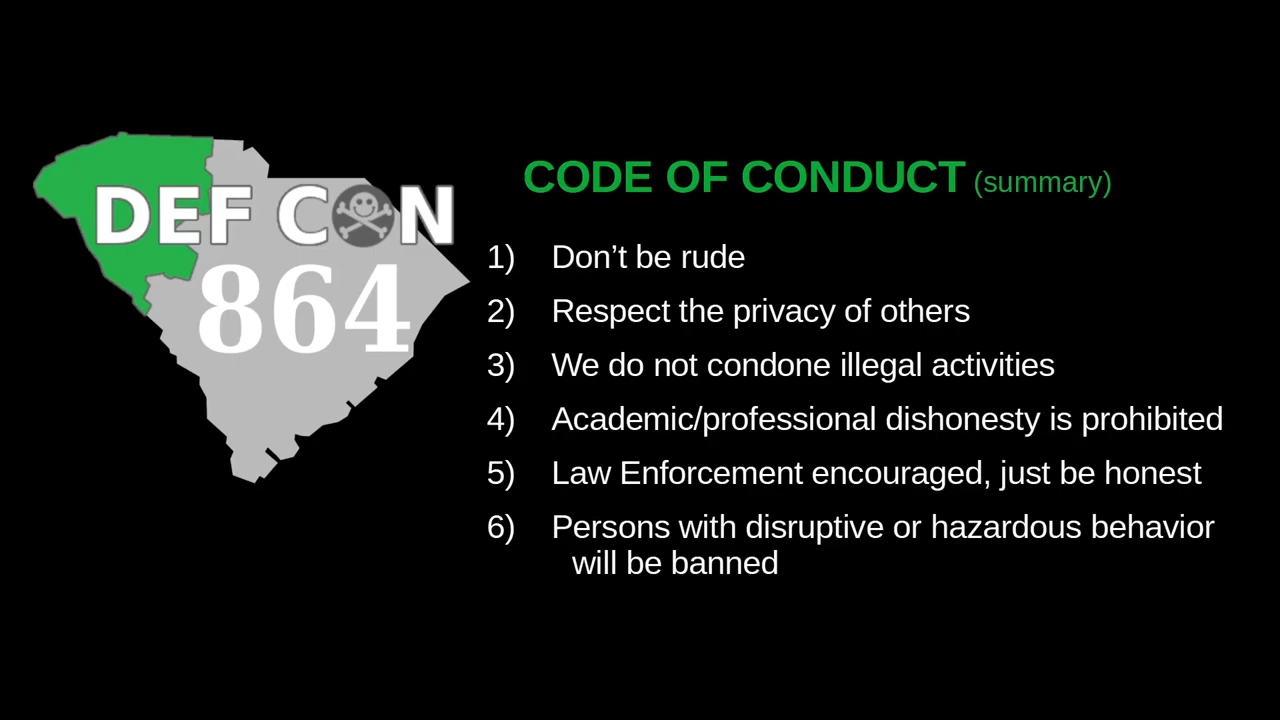 DEF CON
864
CODE OF CONDUCT (summary)
1) Don’t be rude
2) Respect the privacy of others
3) We do not condone illegal activities
4) Academic/professional dishonesty is prohibited
5) Law Enforcement encouraged, just be honest
6) Persons with disruptive or hazardous behavior
will be banned